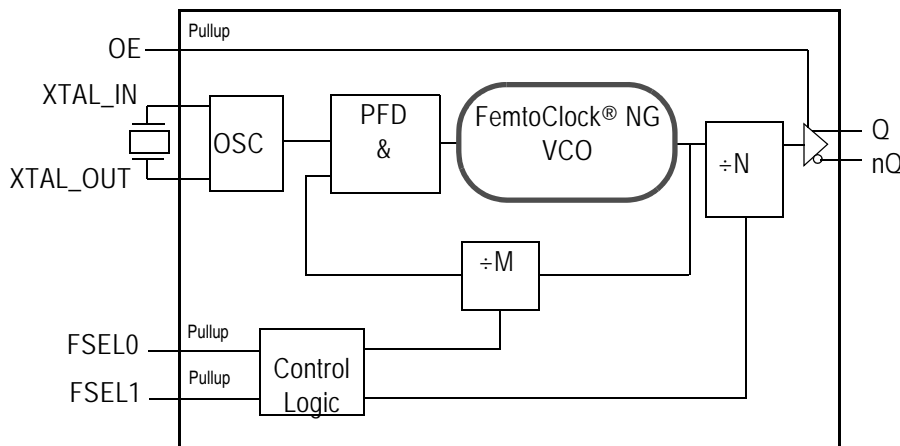 Pullup
OE
XTAL_IN
OSC
XTAL_OUT
PFD
&
FemtoClock® NG
VCO
÷N
Q
nQ
÷M
Pullup
FSEL0
Pullup
FSEL1
Control
Logic